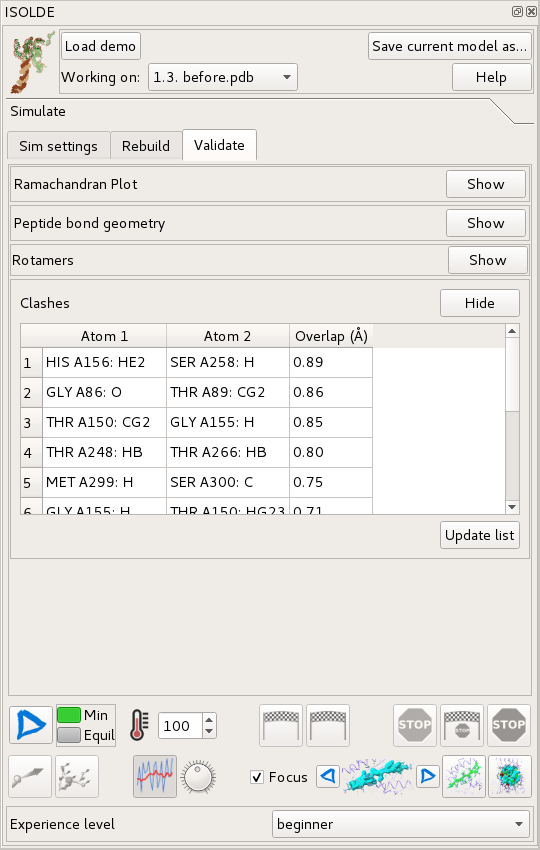 ISOLDE
Load demo
Save current model as...
Working on:
1.3. before.pdb
Help
Simulate
Sim settings
Rebuild
Validate
Ramachandran Plot
Show
Peptide bond geometry
Show
Rotamers
Show
Clashes
Hide
Atom 1 Atom 2 Overlap (Å)
1 HIS A156: HE2 SER A258: H 0.89
2 GLY A86: O THR A89: CG2 0.86
3 THR A150: CG2 GLY A155: H 0.85
4 THR A248: HB THR A266: HB 0.80
5 MET A299: H SER A300: C 0.75
6 GLY A155: H THR A150: HG23 0.71
Update list
Min
Equil
100
STOP
STOP
STOP
Focus
Experience level
beginner